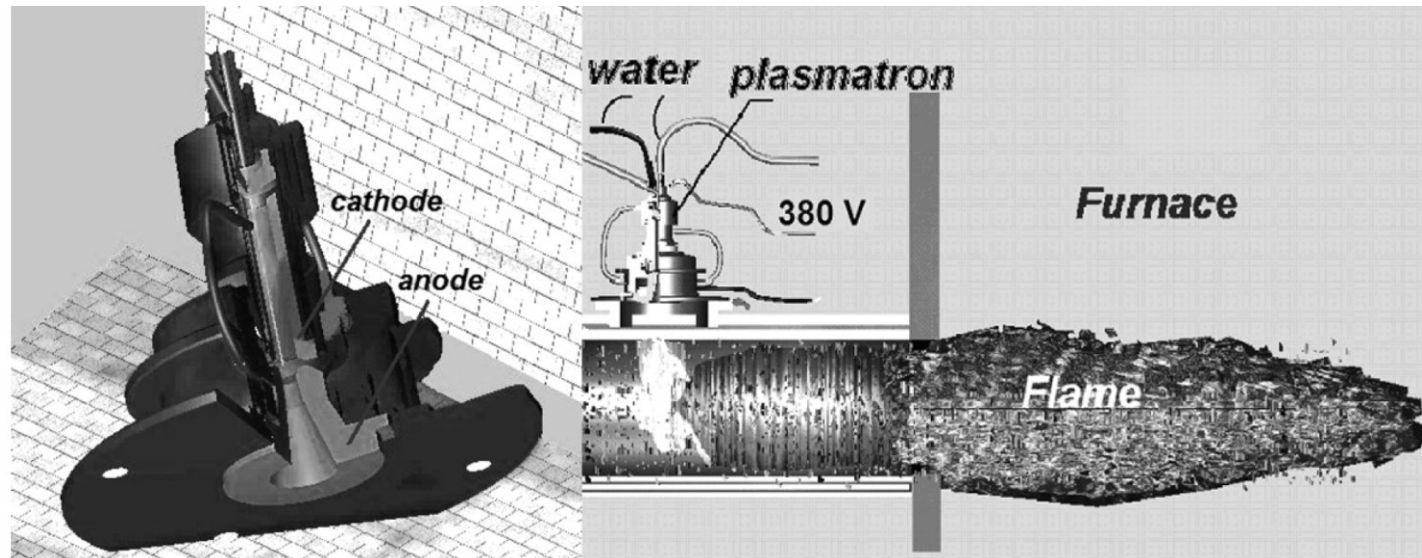 cathode
anode
water plasmatron
380 V
Furnace
Flame